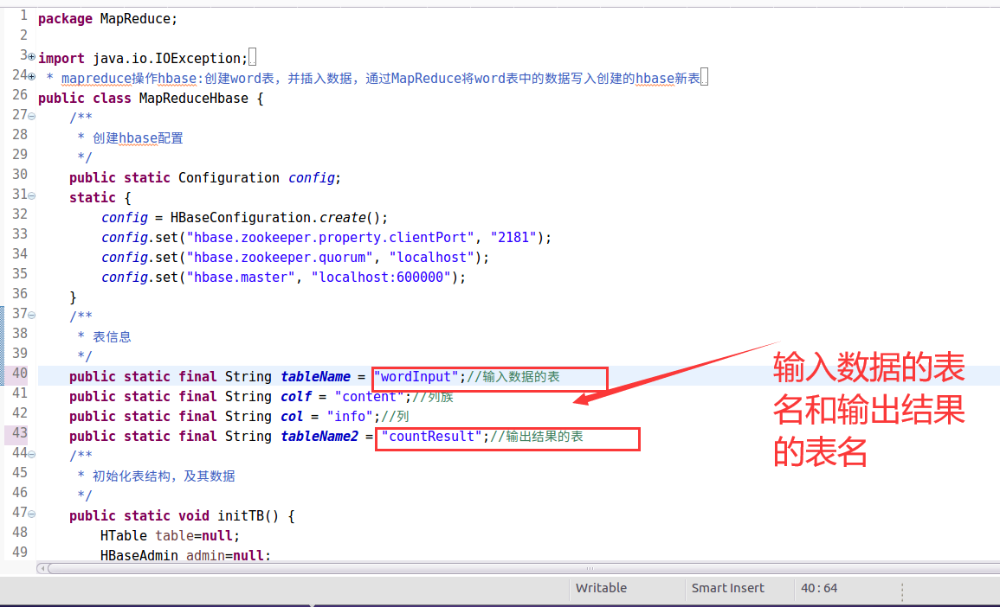 1 package MapReduce;
2
3 import java.io.IOException;
24 * mapreduce操作hbase:创建word表，并插入数据，通过MapReduce将word表中的数据写入创建的hbase新表
26 public class MapReduceHbase {
27 /**
28 * 创建hbase配置
29 */
30 public static Configuration config;
31 static {
32 config = HBaseConfiguration.create();
33 config.set("hbase.zookeeper.property.clientPort", "2181");
34 config.set("hbase.zookeeper.quorum", "localhost");
35 config.set("hbase.master", "localhost:600000");
36 }
37 /**
38 * 表信息
39 */
40 public static final String tableName = "wordInput";//输入数据的表
41 public static final String colf = "content";//列族
42 public static final String col = "info";//列
43 public static final String tableName2 = "countResult";//输出结果的表
44 /**
45 * 初始化表结构，及其数据
46 */
47 public static void initTB() {
48 HTable table=null;
49 HBaseAdmin admin=null;
输入数据的表
名和输出结果
的表名
Writable
Smart Insert
40 : 64